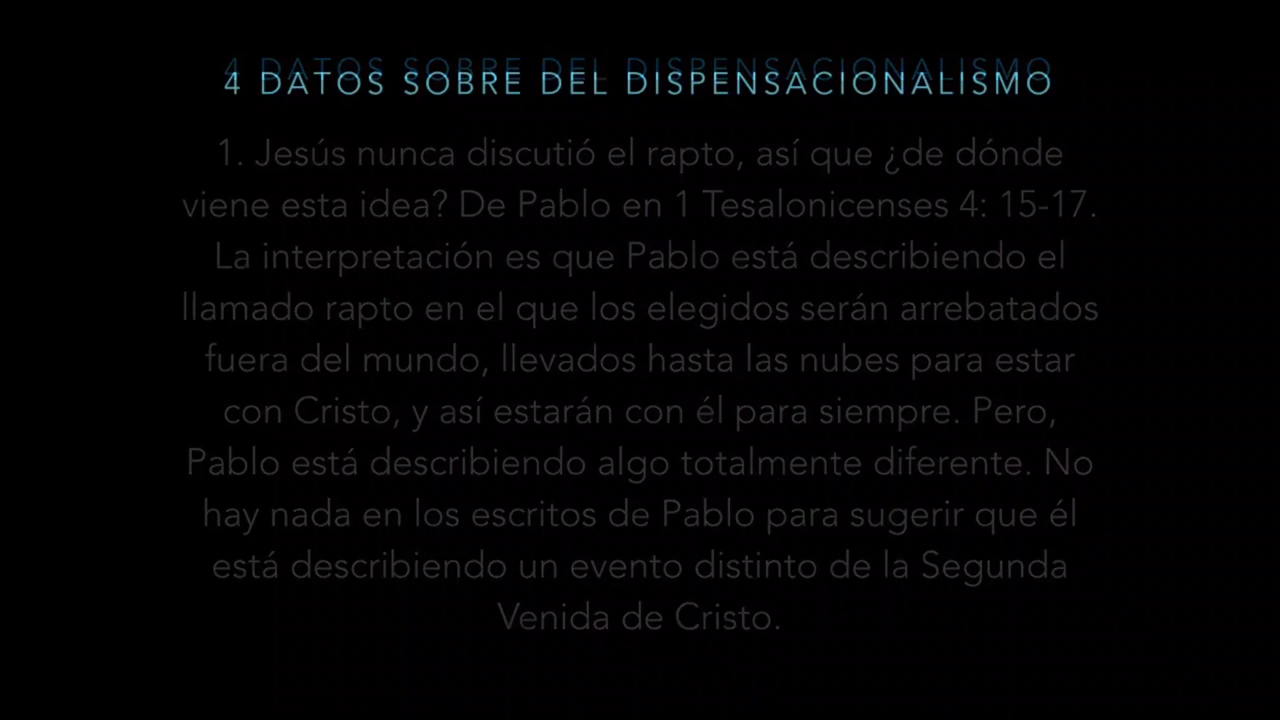 4 DATOS SOBRE DEL DISPENSACIONALISMO
1. Jesús nunca discutió el rapto, así que ¿de dónde
viene esta idea? De Pablo en 1 Tesalonicenses 4: 15-17.
La interpretación es que Pablo está describiendo el
llamado rapto en el que los elegidos serán arrebatados
fuera del mundo, llevados hasta las nubes para estar
con Cristo, y así estarán con él para siempre. Pero,
Pablo está describiendo algo totalmente diferente. No
hay nada en los escritos de Pablo para sugerir que él
está describiendo un evento distinto de la Segunda
Venida de Cristo.